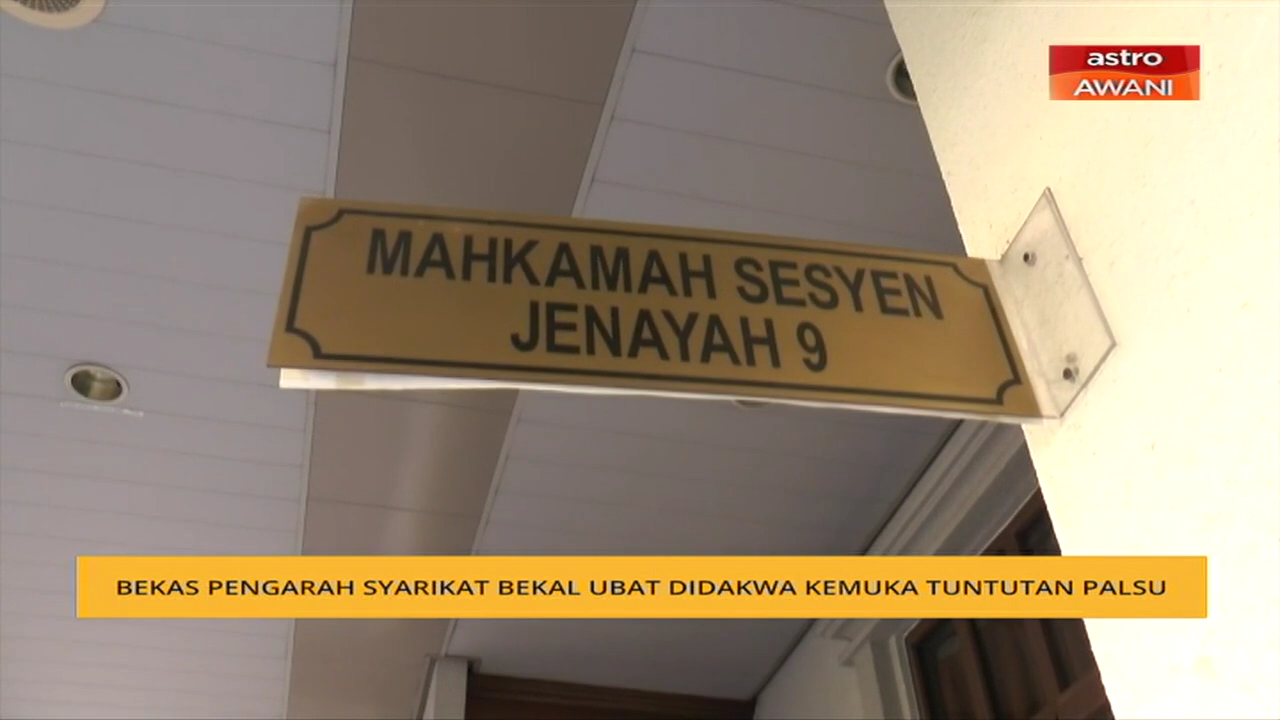 astro
AWANI
MAHKAMAH SESYEN
JENAYAH 9
BEKAS PENGARAH SYARIKAT BEKAL UBAT DIDAKWA KEMUKA TUNTUTAN PALSU